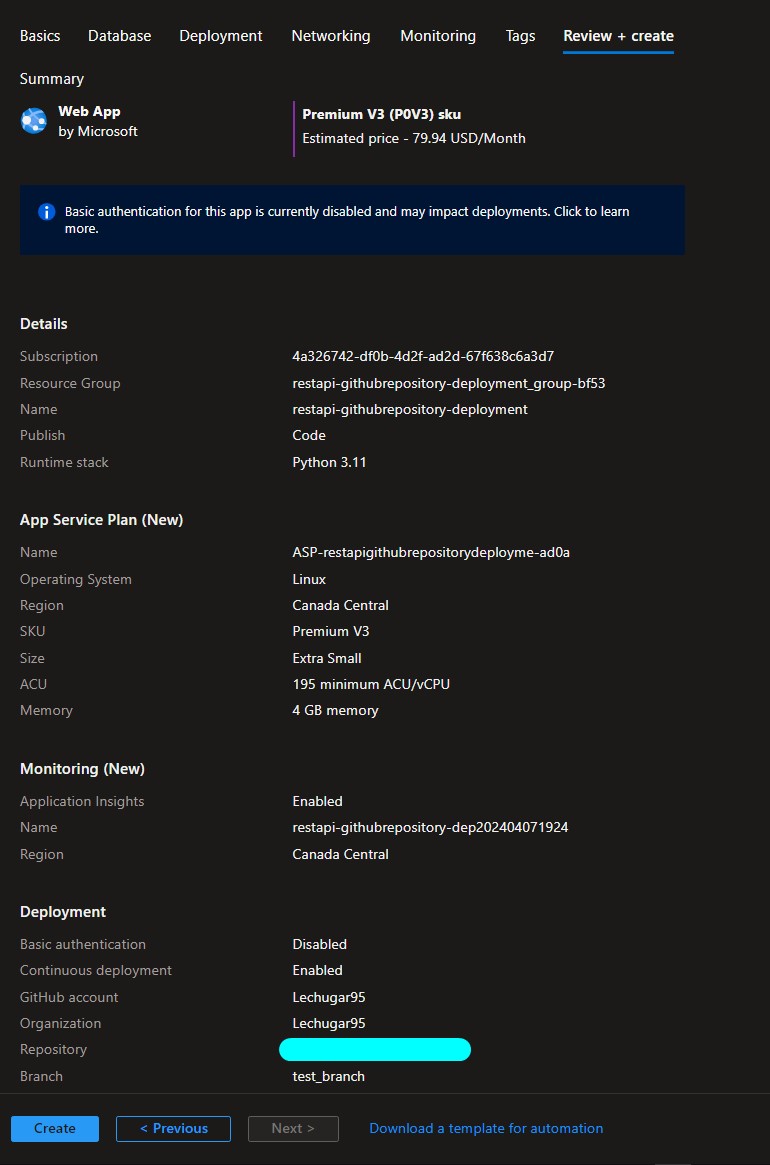 Basics Database Deployment Networking Monitoring Tags Review + create
Summary
Web App
by Microsoft
Premium V3 (P0V3) sku
Estimated price - 79.94 USD/Month
Basic authentication for this app is currently disabled and may impact deployments. Click to learn
more.
Details
Subscription 4a326742-df0b-4d2f-ad2d-67f638c6a3d7
Resource Group restapi-githubrepository-deployment_group-bf53
Name restapi-githubrepository-deployment
Publish Code
Runtime stack Python 3.11
App Service Plan (New)
Name ASP-restapigithubrepositorydeployme-ad0a
Operating System Linux
Region Canada Central
SKU Premium V3
Size Extra Small
ACU 195 minimum ACU/vCPU
Memory 4 GB memory
Monitoring (New)
Application Insights Enabled
Name restapi-githubrepository-dep202404071924
Region Canada Central
Deployment
Basic authentication Disabled
Continuous deployment Enabled
GitHub account Lechugar95
Organization Lechugar95
Repository
Branch test_branch
Create < Previous Next > Download a template for automation